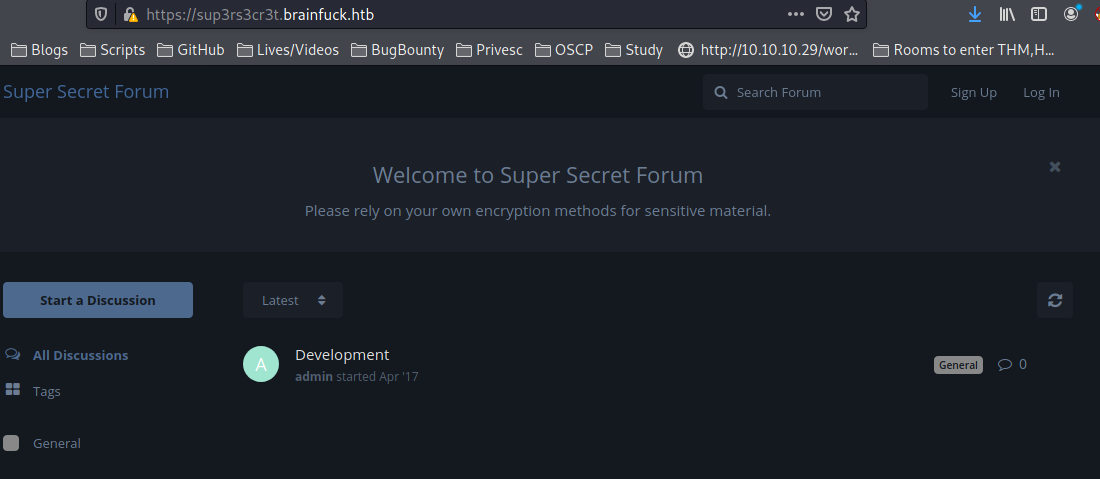 https://sup3rs3cr3t.brainfuck.htb
Blogs Scripts GitHub Lives/Videos BugBounty Privesc OSCP Study http://10.10.10.29/wor... Rooms to enter THM,H...
Super Secret Forum Search Forum Sign Up Log In
Welcome to Super Secret Forum
Please rely on your own encryption methods for sensitive material.
Start a Discussion Latest
All Discussions A Development General 0
admin started Apr '17
Tags
General